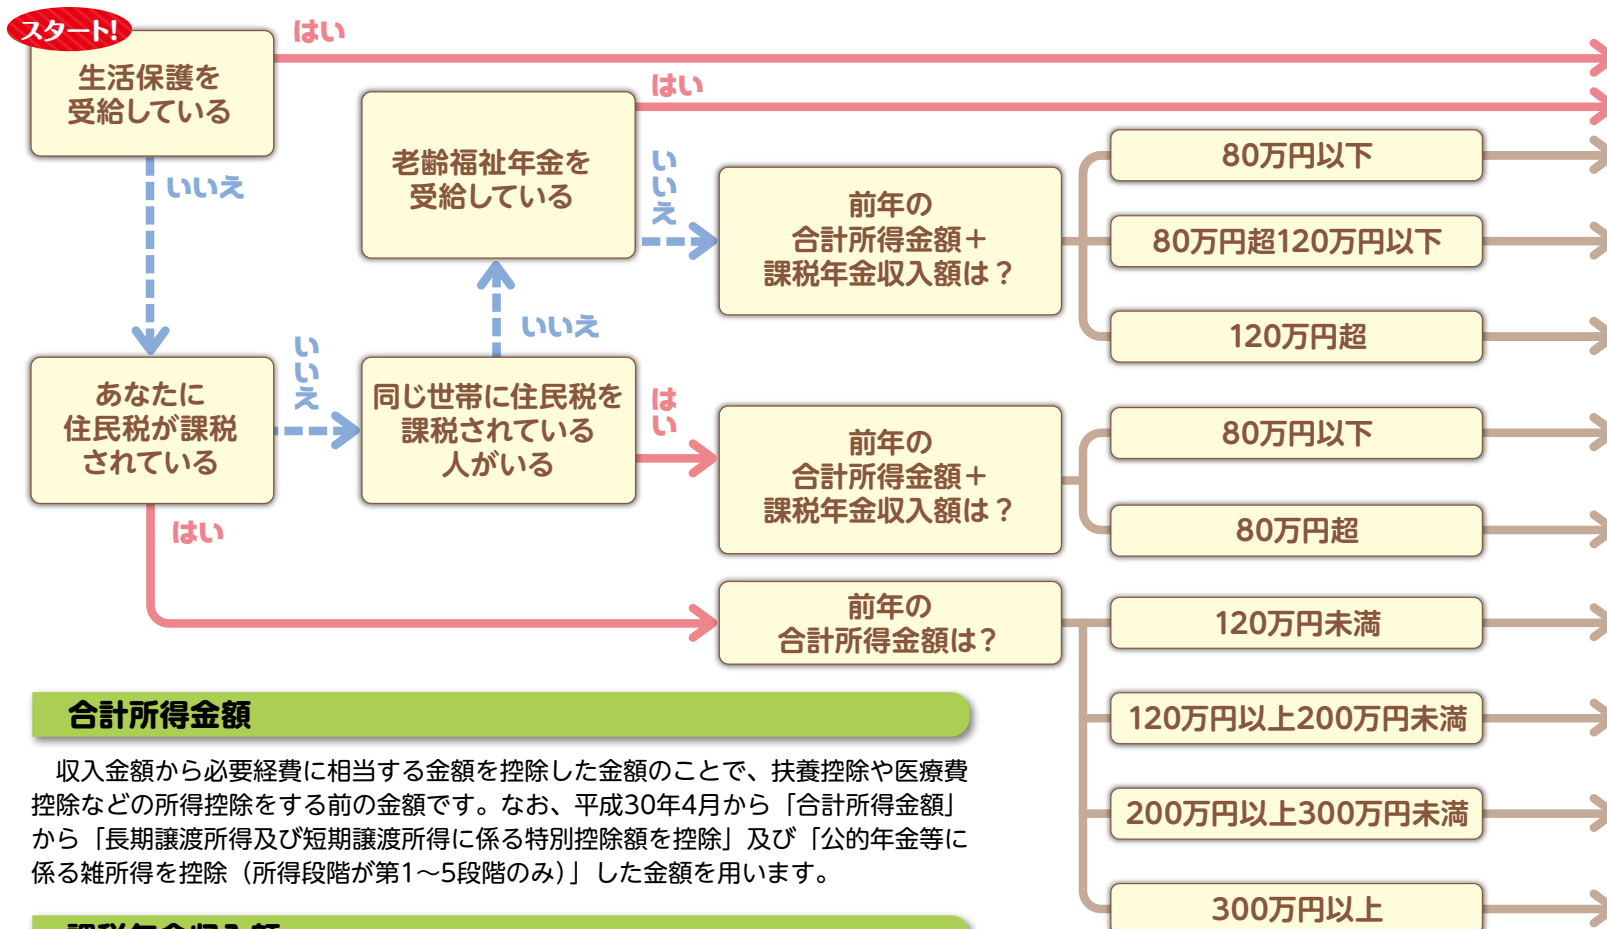 スタート!
生活保護を
受給している
はい
いいえ
あなたに
住民税が課税
されている
いいえ
はい
同じ世帯に住民税を
課税されている
人がいる
いいえ
はい
老齢福祉年金を
受給している
はい
いいえ
前年の
合計所得金額＋
課税年金収入額は？
80万円以下
80万円超120万円以下
120万円超
前年の
合計所得金額＋
課税年金収入額は？
80万円以下
80万円超
前年の
合計所得金額は？
120万円未満
120万円以上200万円未満
200万円以上300万円未満
300万円以上
合計所得金額
収入金額から必要経費に相当する金額を控除した金額のことで、扶養控除や医療費
控除などの所得控除をする前の金額です。なお、平成30年4月から「合計所得金額」
から「長期譲渡所得及び短期譲渡所得に係る特別控除額を控除」及び「公的年金等に
係る雑所得を控除（所得段階が第1～5段階のみ）」した金額を用います。
課税年金収入額